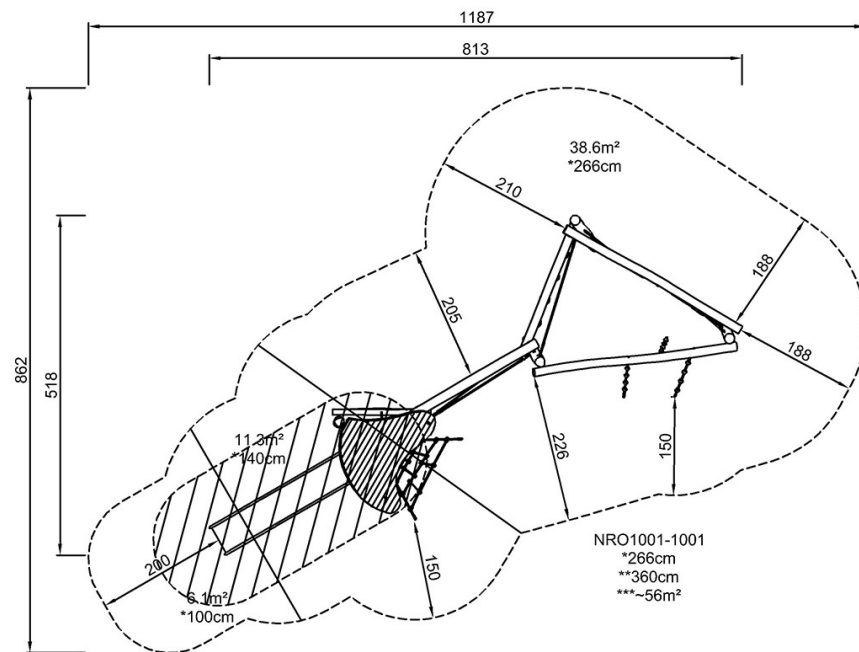 1187
813
38.6m²
*266cm
210
188
205
862
518
188
11.3m²
*140cm
226
150
NRO1001-1001
*266cm
**360cm
***~56m²
200
150
6.1m²
*100cm